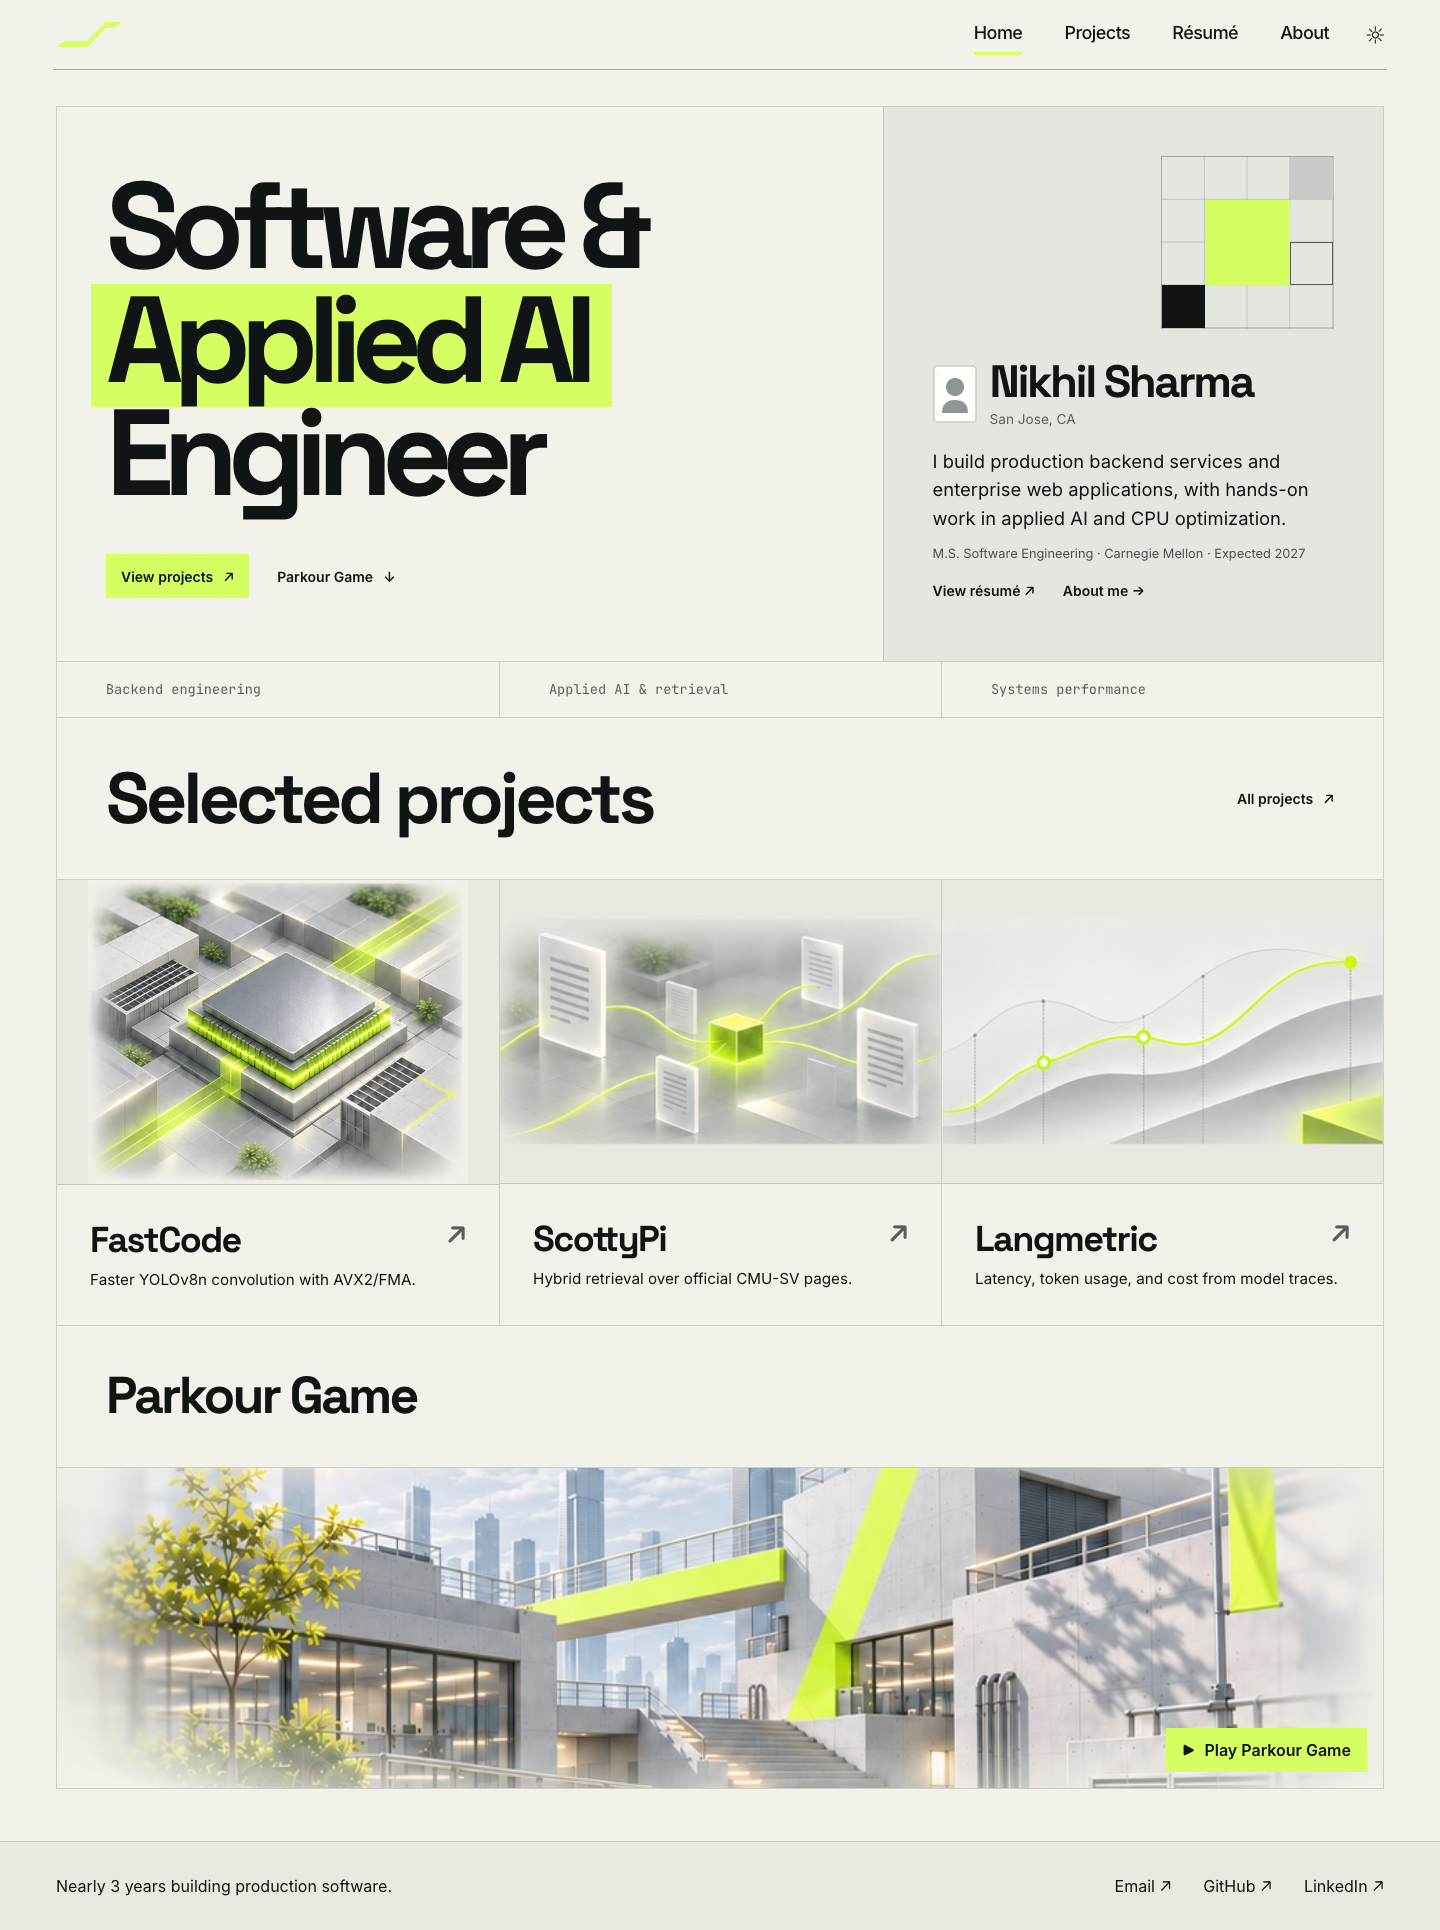 Home
Projects
Résumé
About
Software &
Applied AI
Engineer
View projects ↗
Parkour Game ↓
Nikhil Sharma
San Jose, CA
I build production backend services and
enterprise web applications, with hands-on
work in applied AI and CPU optimization.
M.S. Software Engineering · Carnegie Mellon · Expected 2027
View résumé ↗
About me →
Backend engineering
Applied AI & retrieval
Systems performance
Selected projects
All projects ↗
FastCode ↗
Faster YOLOv8n convolution with AVX2/FMA.
ScottyPi ↗
Hybrid retrieval over official CMU-SV pages.
Langmetric ↗
Latency, token usage, and cost from model traces.
Parkour Game
▶ Play Parkour Game
Nearly 3 years building production software.
Email ↗
GitHub ↗
LinkedIn ↗